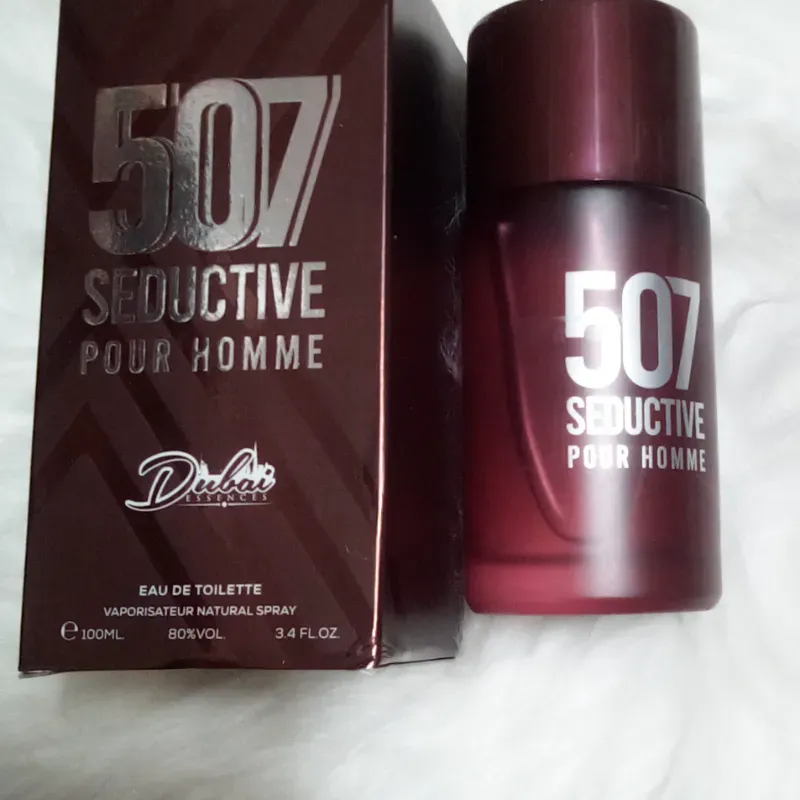 507
SEDUCTIVE
POUR HOMME
Dubai
ESSENCES
EAU DE TOILETTE
VAPORISATEUR NATURAL SPRAY
℮ 100ML. 80%VOL. 3.4 FL.OZ.
507
SEDUCTIVE
POUR HOMME